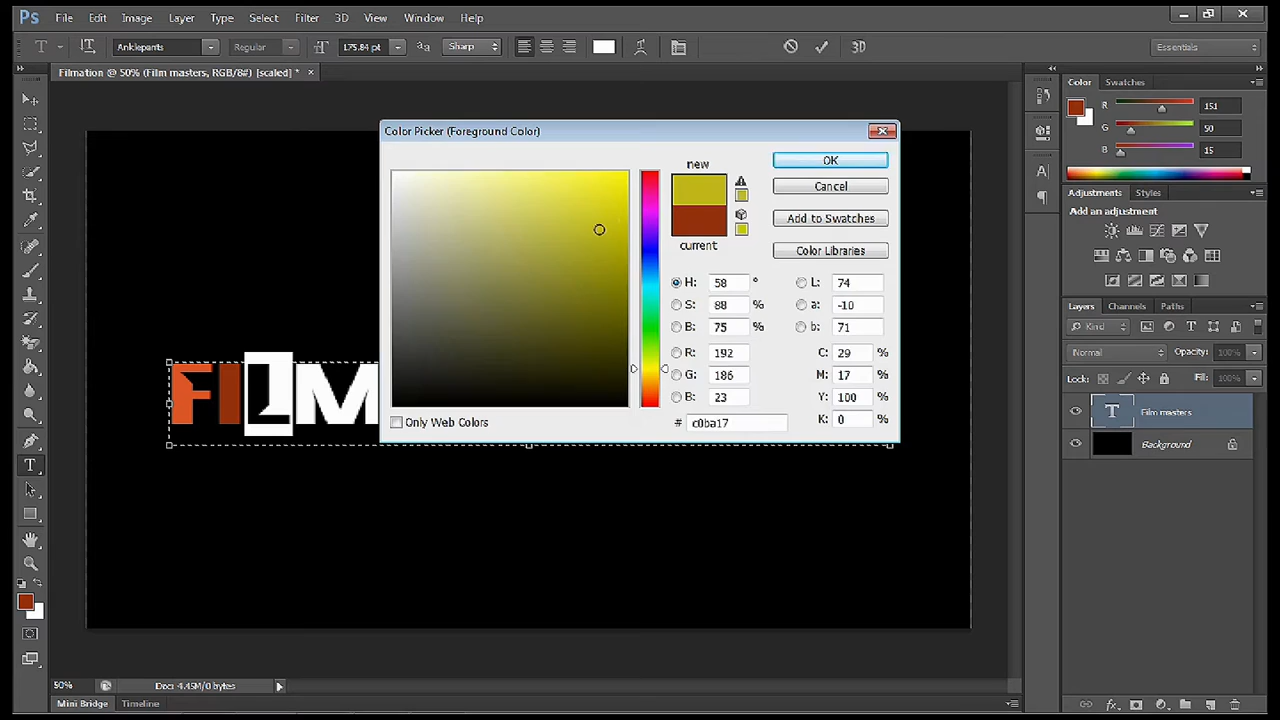 Ps File Edit Image Layer Type Select Filter 3D View Window Help
T Ankiepants Regular 175.84 pt Sharp 3D Essentials
Filmation @ 50% (Film masters, RGB/8#) [scaled] * ×
Color Swatches
R 151
G 50
B 15
Adjustments Styles
Add an adjustment
Layers Channels Paths
Kind
Normal Opacity: 100%
Lock: Fill: 100%
T Film masters
Background
Color Picker (Foreground Color)
new
current
OK
Cancel
Add to Swatches
Color Libraries
H: 58 °
S: 88 %
B: 75 %
R: 192
G: 186
B: 23
# c0ba17
L: 74
a: -10
b: 71
C: 29 %
M: 17 %
Y: 100 %
K: 0 %
Only Web Colors
FILM
50% Doc: 4.45M/0 bytes
Mini Bridge Timeline